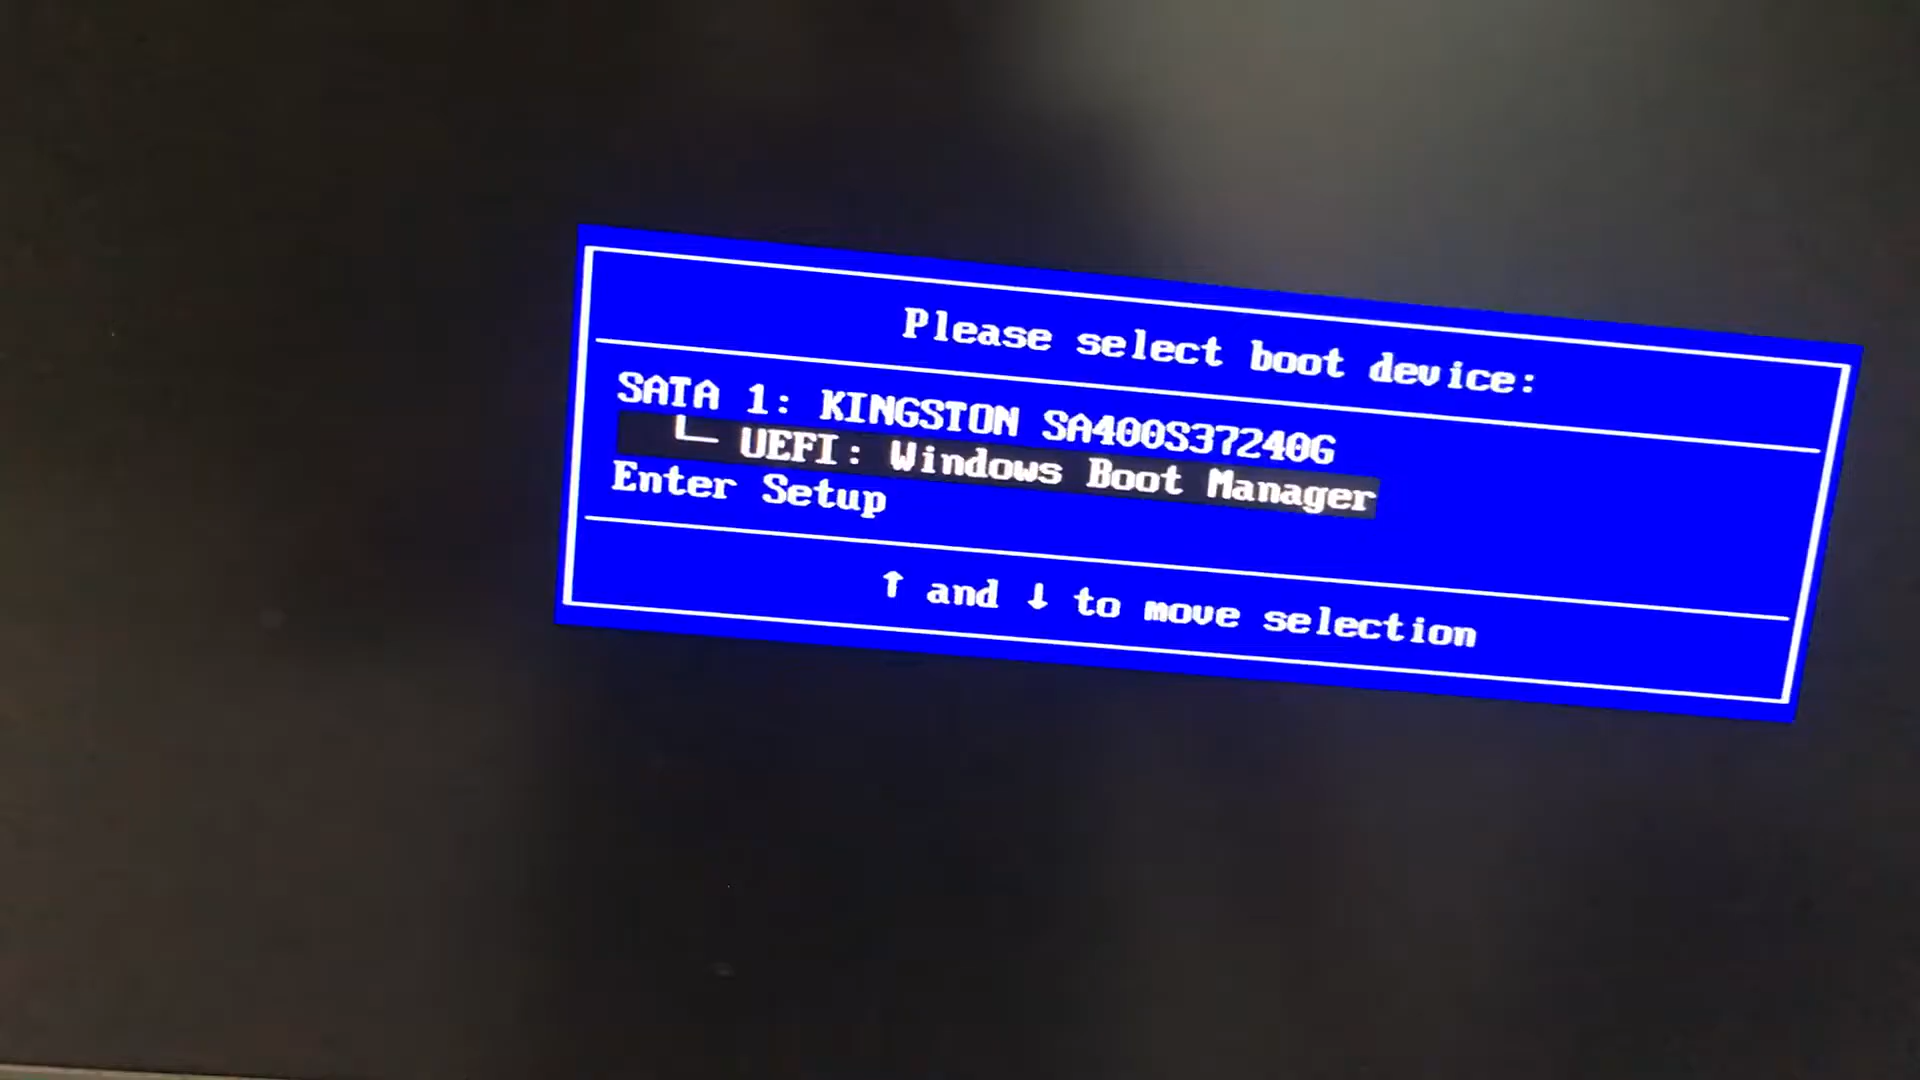 Please select boot device:
SATA 1: KINGSTON SA400S37240G
UEFI: Windows Boot Manager
Enter Setup
↑ and ↓ to move selection